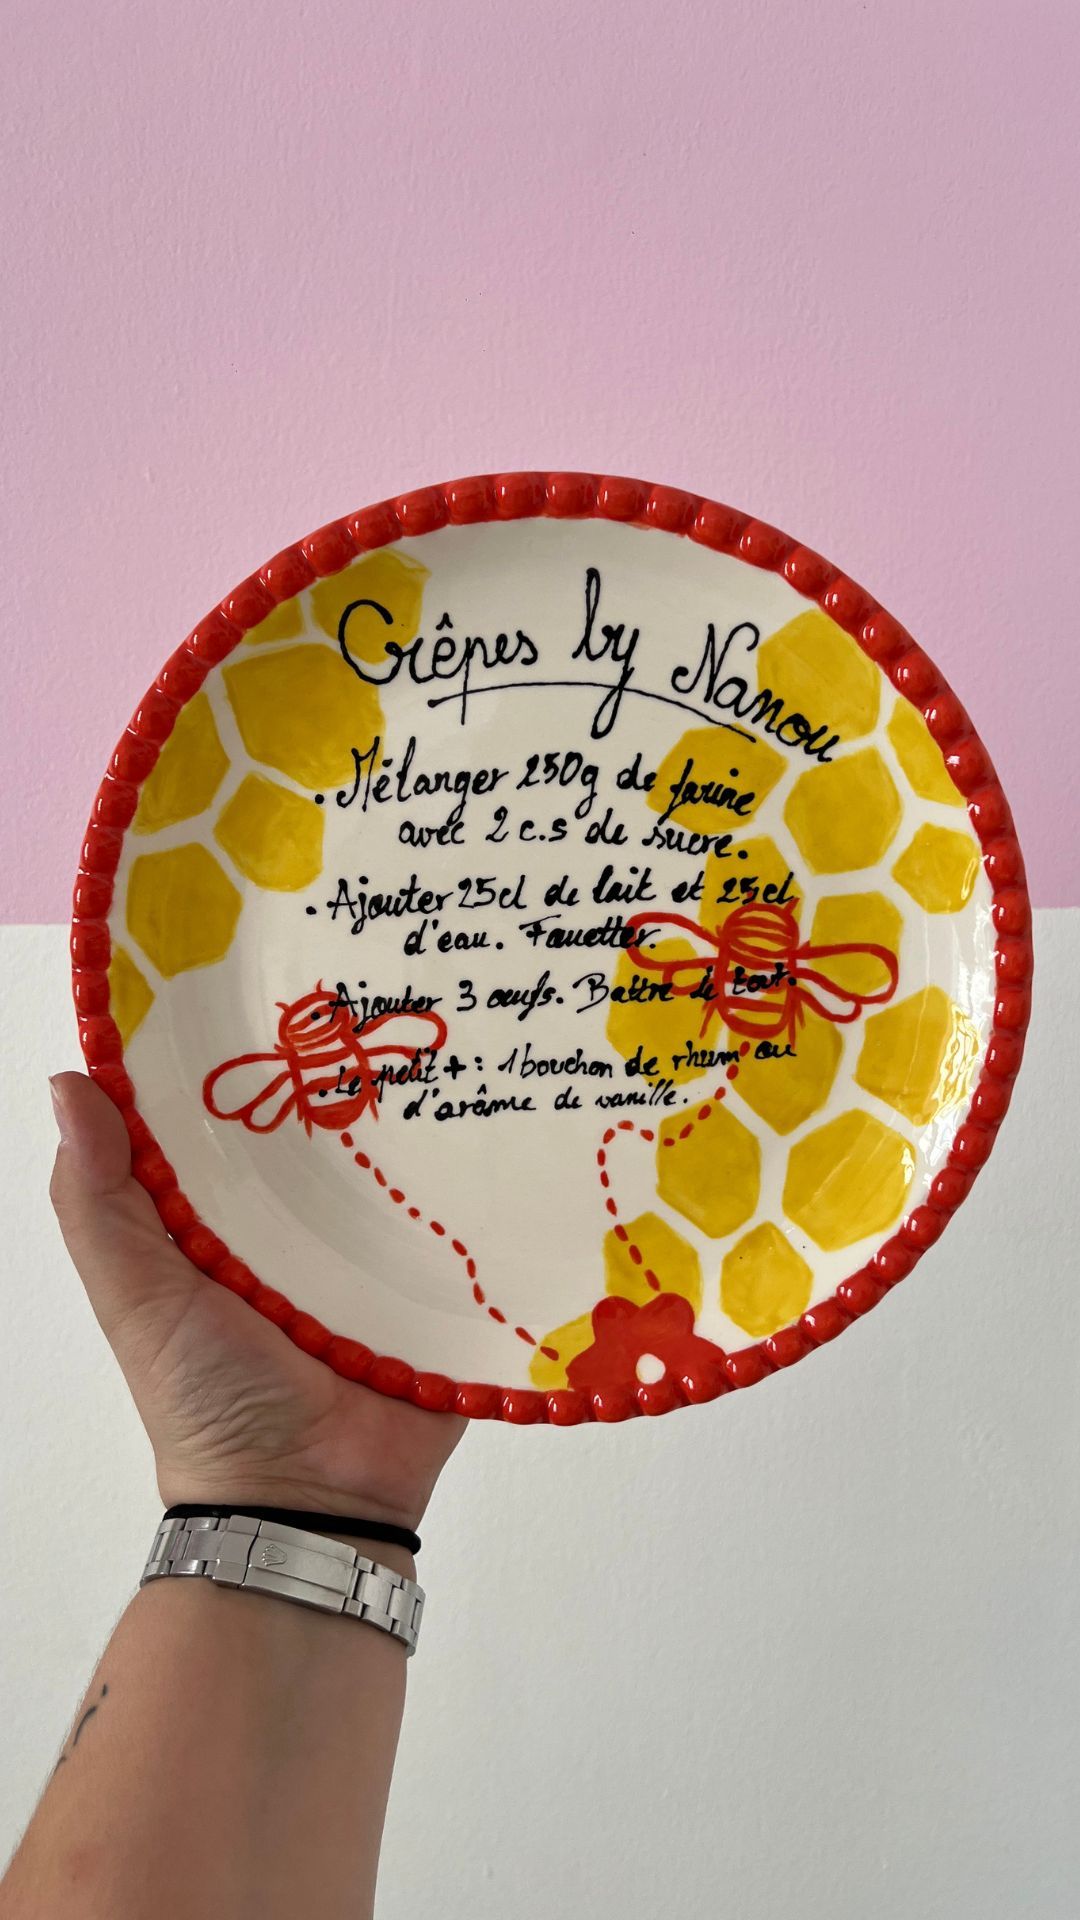 Crêpes by Nanou
. Mélanger 250g de farine
avec 2 c.s de sucre.
. Ajouter 25cl de lait et 25cl
d'eau. Fouetter.
. Ajouter 3 œufs. Battre le tout.
. Le petit + : 1 bouchon de rhum ou
d'arôme de vanille.